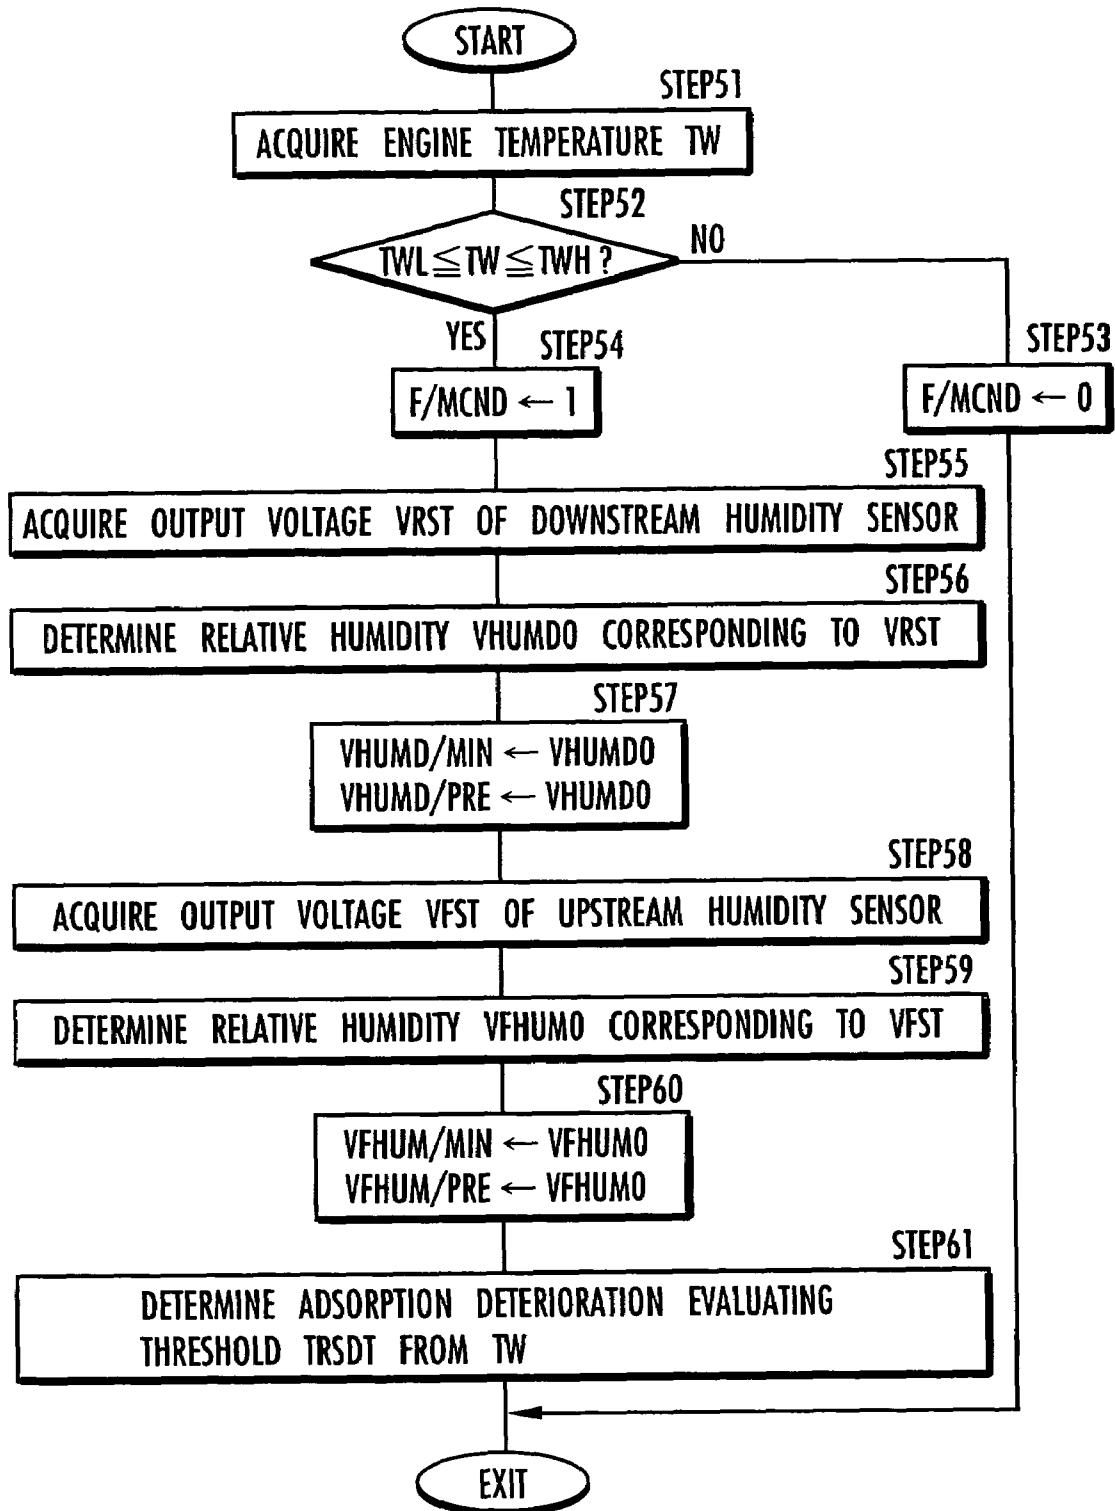 START
STEP51
ACQUIRE ENGINE TEMPERATURE TW
STEP52
TWL≦TW≦TWH?
NO
YES
STEP54
STEP53
F/MCND ← 1
F/MCND ← 0
STEP55
ACQUIRE OUTPUT VOLTAGE VRST OF DOWNSTREAM HUMIDITY SENSOR
STEP56
DETERMINE RELATIVE HUMIDITY VHUMD0 CORRESPONDING TO VRST
STEP57
VHUMD/MIN ← VHUMD0
VHUMD/PRE ← VHUMD0
STEP58
ACQUIRE OUTPUT VOLTAGE VFST OF UPSTREAM HUMIDITY SENSOR
STEP59
DETERMINE RELATIVE HUMIDITY VFHUM0 CORRESPONDING TO VFST
STEP60
VFHUM/MIN ← VFHUM0
VFHUM/PRE ← VFHUM0
STEP61
DETERMINE ADSORPTION DETERIORATION EVALUATING
THRESHOLD TRSDT FROM TW
EXIT